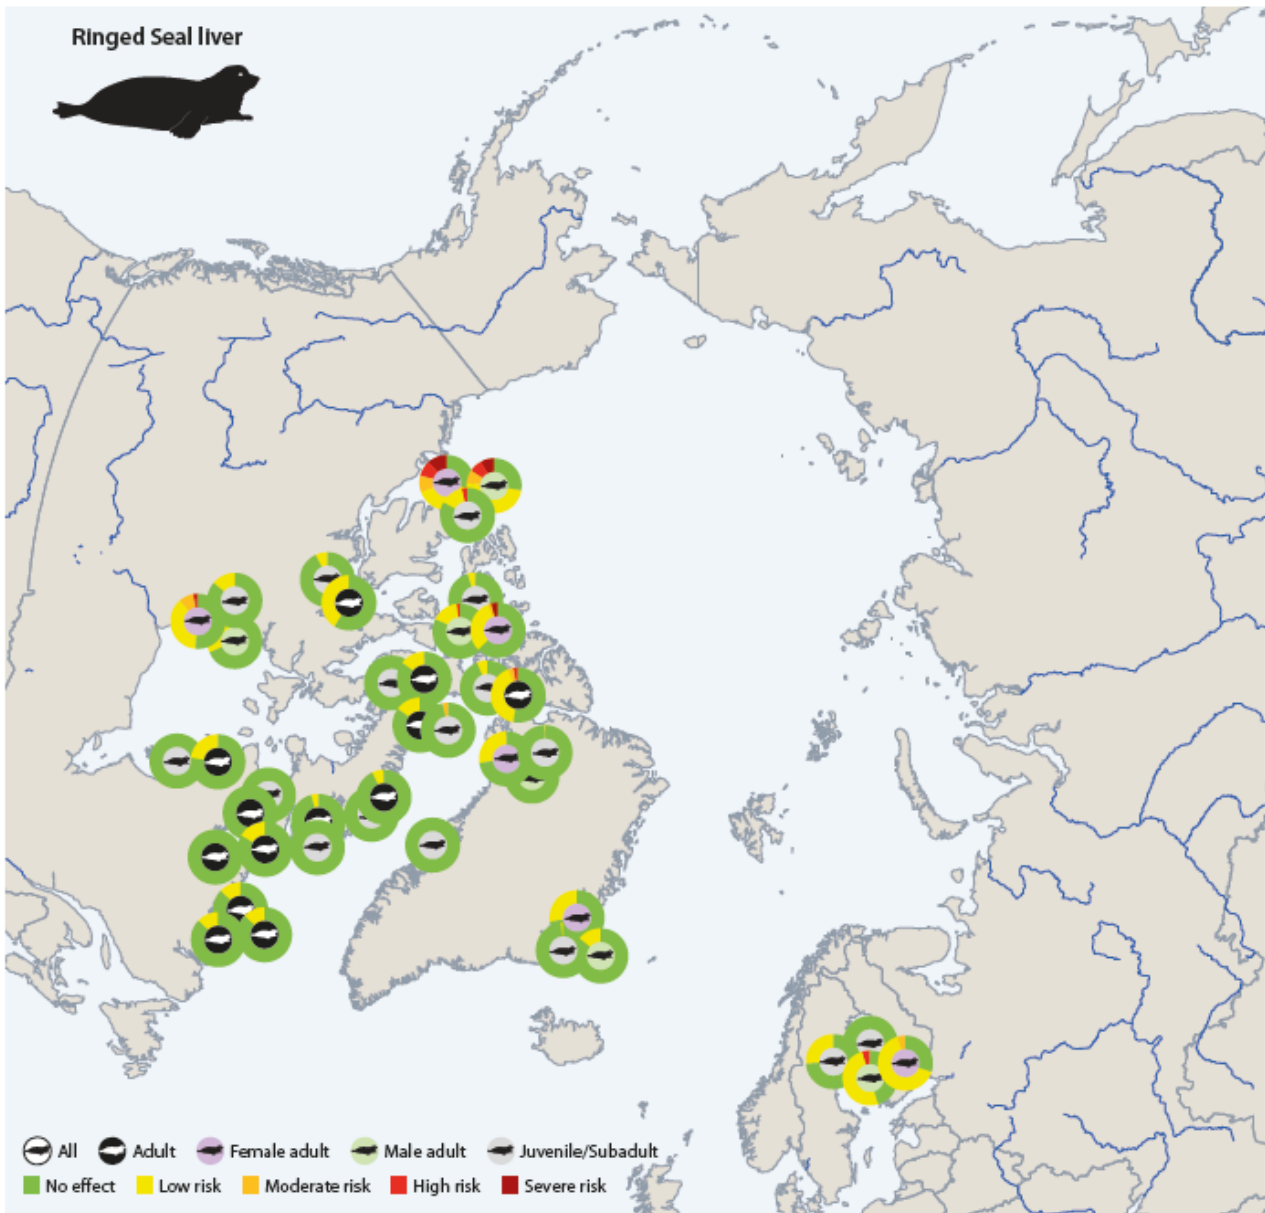 Ringed Seal liver
All Adult Female adult Male adult Juvenile/Subadult
No effect Low risk Moderate risk High risk Severe risk